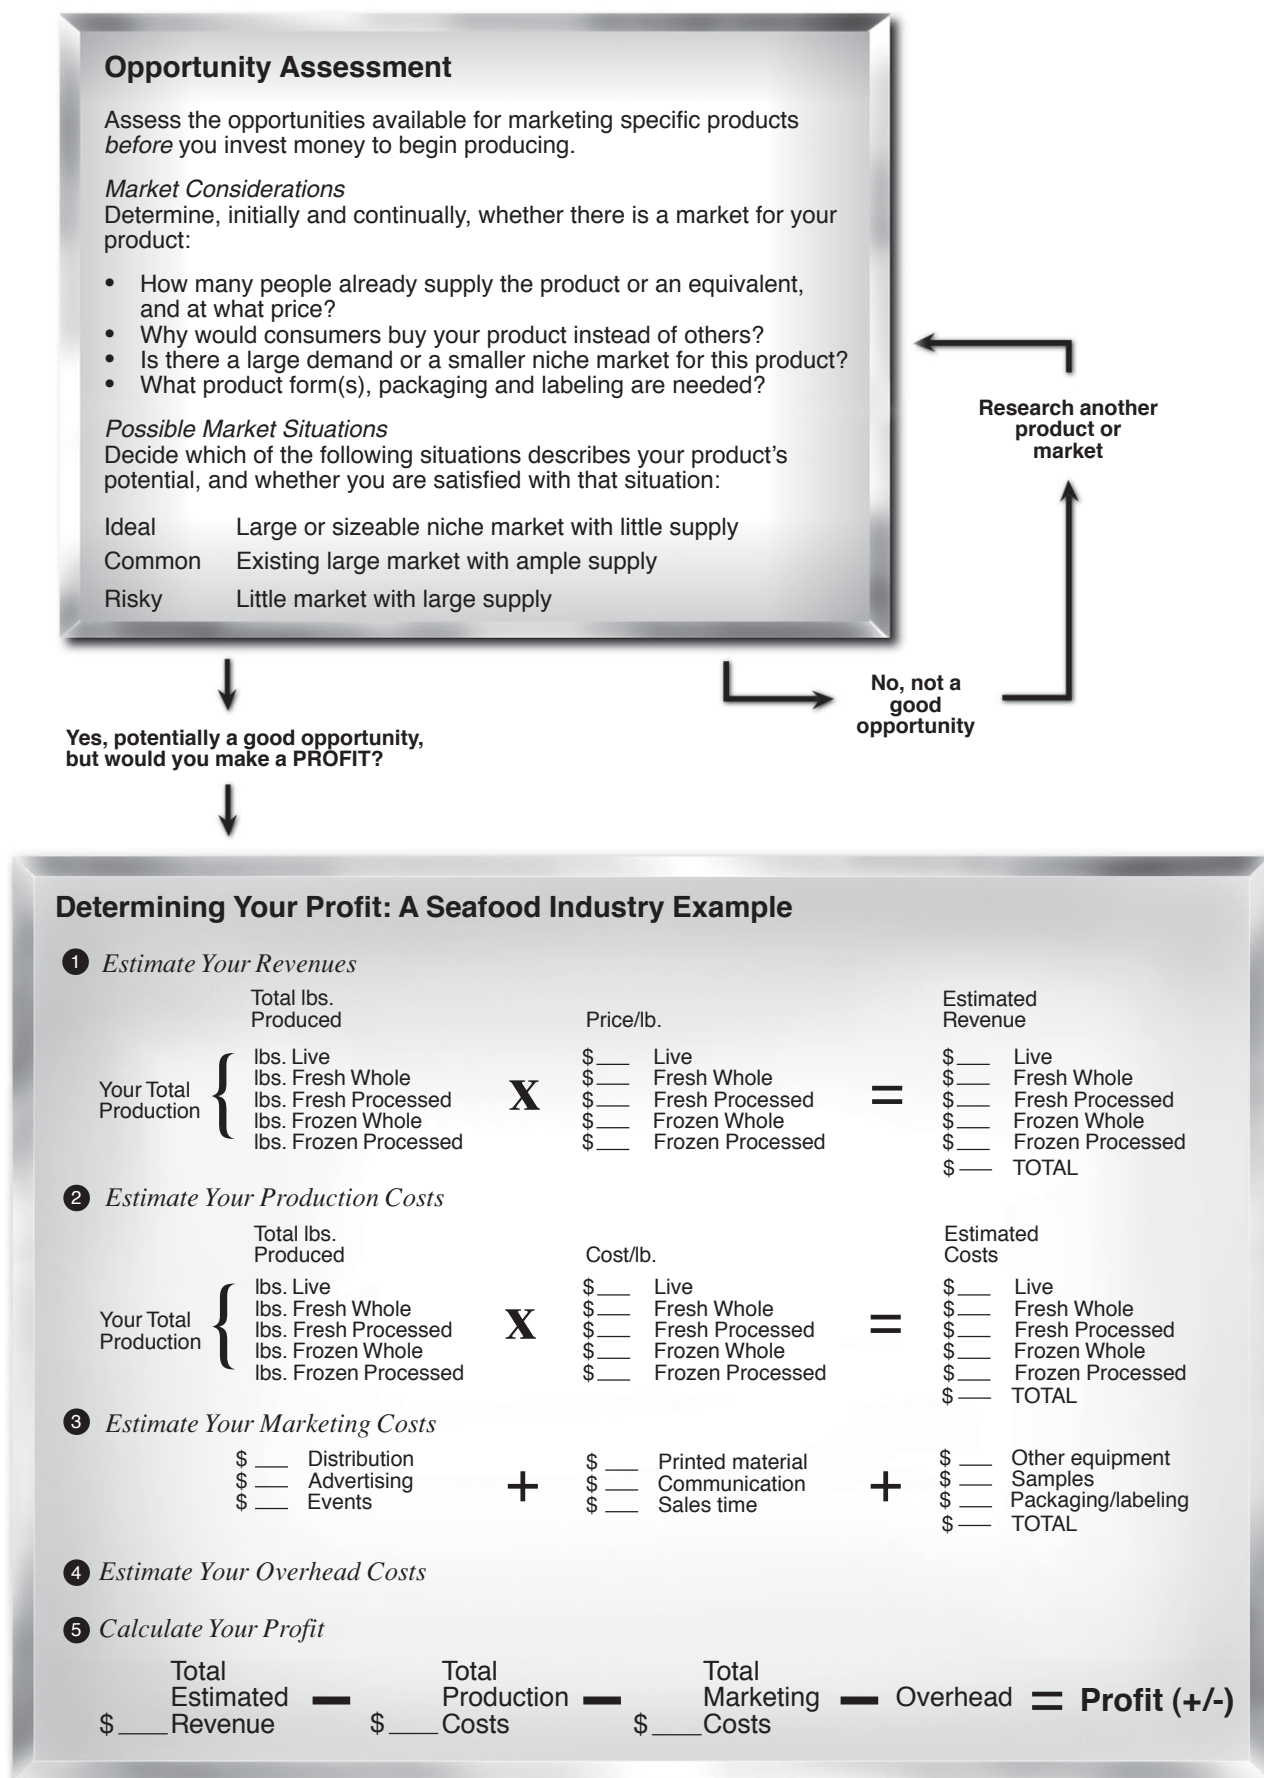 Opportunity Assessment
Assess the opportunities available for marketing specific products
before you invest money to begin producing.
Market Considerations
Determine, initially and continually, whether there is a market for your
product:
• How many people already supply the product or an equivalent,
and at what price?
• Why would consumers buy your product instead of others?
• Is there a large demand or a smaller niche market for this product?
• What product form(s), packaging and labeling are needed?
Possible Market Situations
Decide which of the following situations describes your product's
potential, and whether you are satisfied with that situation:
Ideal Large or sizeable niche market with little supply
Common Existing large market with ample supply
Risky Little market with large supply
Research another
product or
market
No, not a
good
opportunity
Yes, potentially a good opportunity,
but would you make a PROFIT?
Determining Your Profit: A Seafood Industry Example
1 Estimate Your Revenues
Total lbs.
Produced
Price/lb.
Estimated
Revenue
Your Total
Production
{
lbs. Live
lbs. Fresh Whole
lbs. Fresh Processed
lbs. Frozen Whole
lbs. Frozen Processed
x
$___ Live
$___ Fresh Whole
$___ Fresh Processed
$___ Frozen Whole
$___ Frozen Processed
=
$___ Live
$___ Fresh Whole
$___ Fresh Processed
$___ Frozen Whole
$___ Frozen Processed
$___ TOTAL
2 Estimate Your Production Costs
Total lbs.
Produced
Cost/lb.
Estimated
Costs
Your Total
Production
{
lbs. Live
lbs. Fresh Whole
lbs. Fresh Processed
lbs. Frozen Whole
lbs. Frozen Processed
x
$___ Live
$___ Fresh Whole
$___ Fresh Processed
$___ Frozen Whole
$___ Frozen Processed
=
$___ Live
$___ Fresh Whole
$___ Fresh Processed
$___ Frozen Whole
$___ Frozen Processed
$___ TOTAL
3 Estimate Your Marketing Costs
$ ___ Distribution
$ ___ Advertising
$ ___ Events
+
$ ___ Printed material
$ ___ Communication
$ ___ Sales time
+
$ ___ Other equipment
$ ___ Samples
$ ___ Packaging/labeling
$ ___ TOTAL
4 Estimate Your Overhead Costs
5 Calculate Your Profit
Total
Estimated
$____Revenue
–
Total
Production
$____Costs
–
Total
Marketing
$____Costs
– Overhead = Profit (+/-)